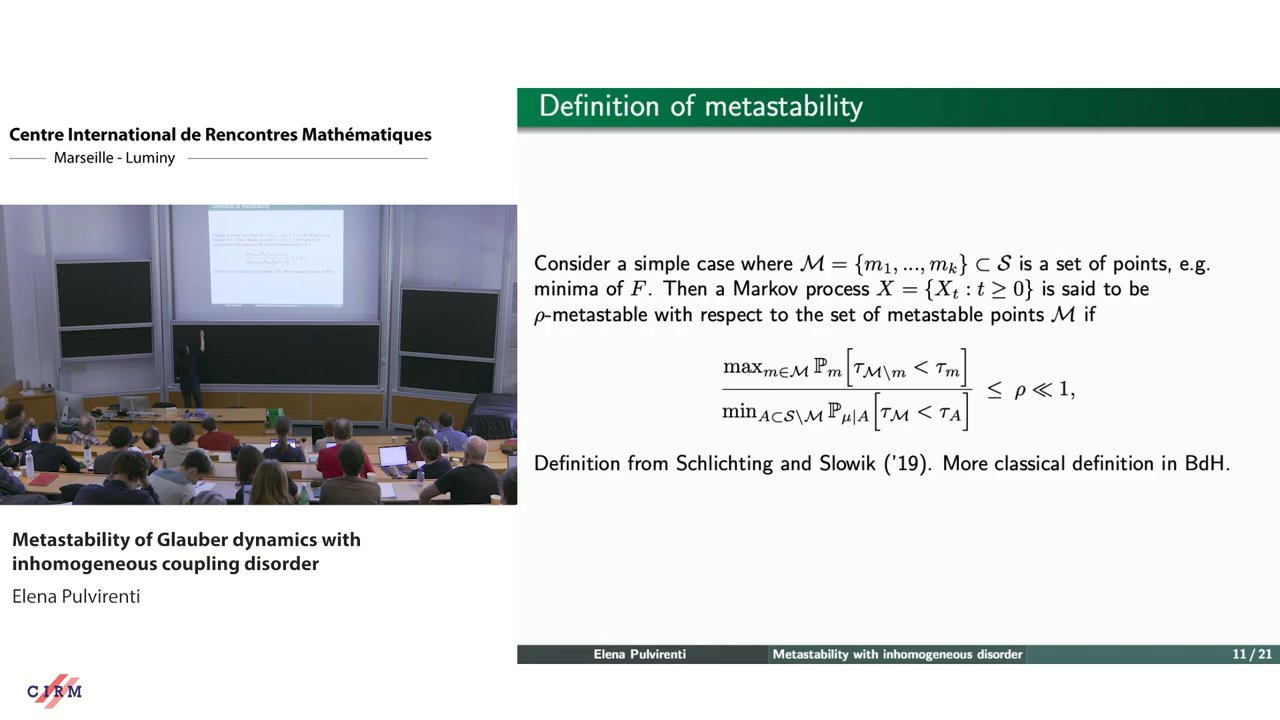 Centre International de Rencontres Mathématiques
Marseille - Luminy
Metastability of Glauber dynamics with
inhomogeneous coupling disorder
Elena Pulvirenti
CIRM
Definition of metastability
Consider a simple case where ℳ = {m₁, ..., mₖ} ⊂ 𝒮 is a set of points, e.g.
minima of F. Then a Markov process X = {Xₜ : t ≥ 0} is said to be
ρ-metastable with respect to the set of metastable points ℳ if
max_{m∈ℳ} ℙ_m[τ_{ℳ\m} < τ_m]
min_{A⊂𝒮\ℳ} ℙ_{μ|A}[τ_ℳ < τ_A]
≤ ρ ≪ 1,
Definition from Schlichting and Slowik ('19). More classical definition in BdH.
Elena Pulvirenti Metastability with inhomogeneous disorder 11 / 21